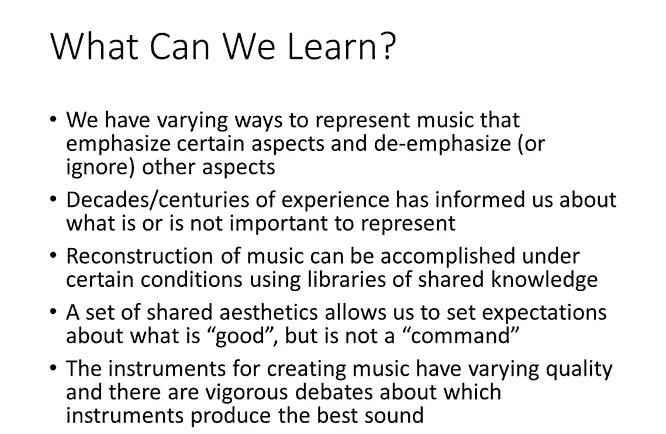 What Can We Learn?
• We have varying ways to represent music that
emphasize certain aspects and de-emphasize (or
ignore) other aspects
• Decades/centuries of experience has informed us about
what is or is not important to represent
• Reconstruction of music can be accomplished under
certain conditions using libraries of shared knowledge
• A set of shared aesthetics allows us to set expectations
about what is “good”, but is not a “command”
• The instruments for creating music have varying quality
and there are vigorous debates about which
instruments produce the best sound